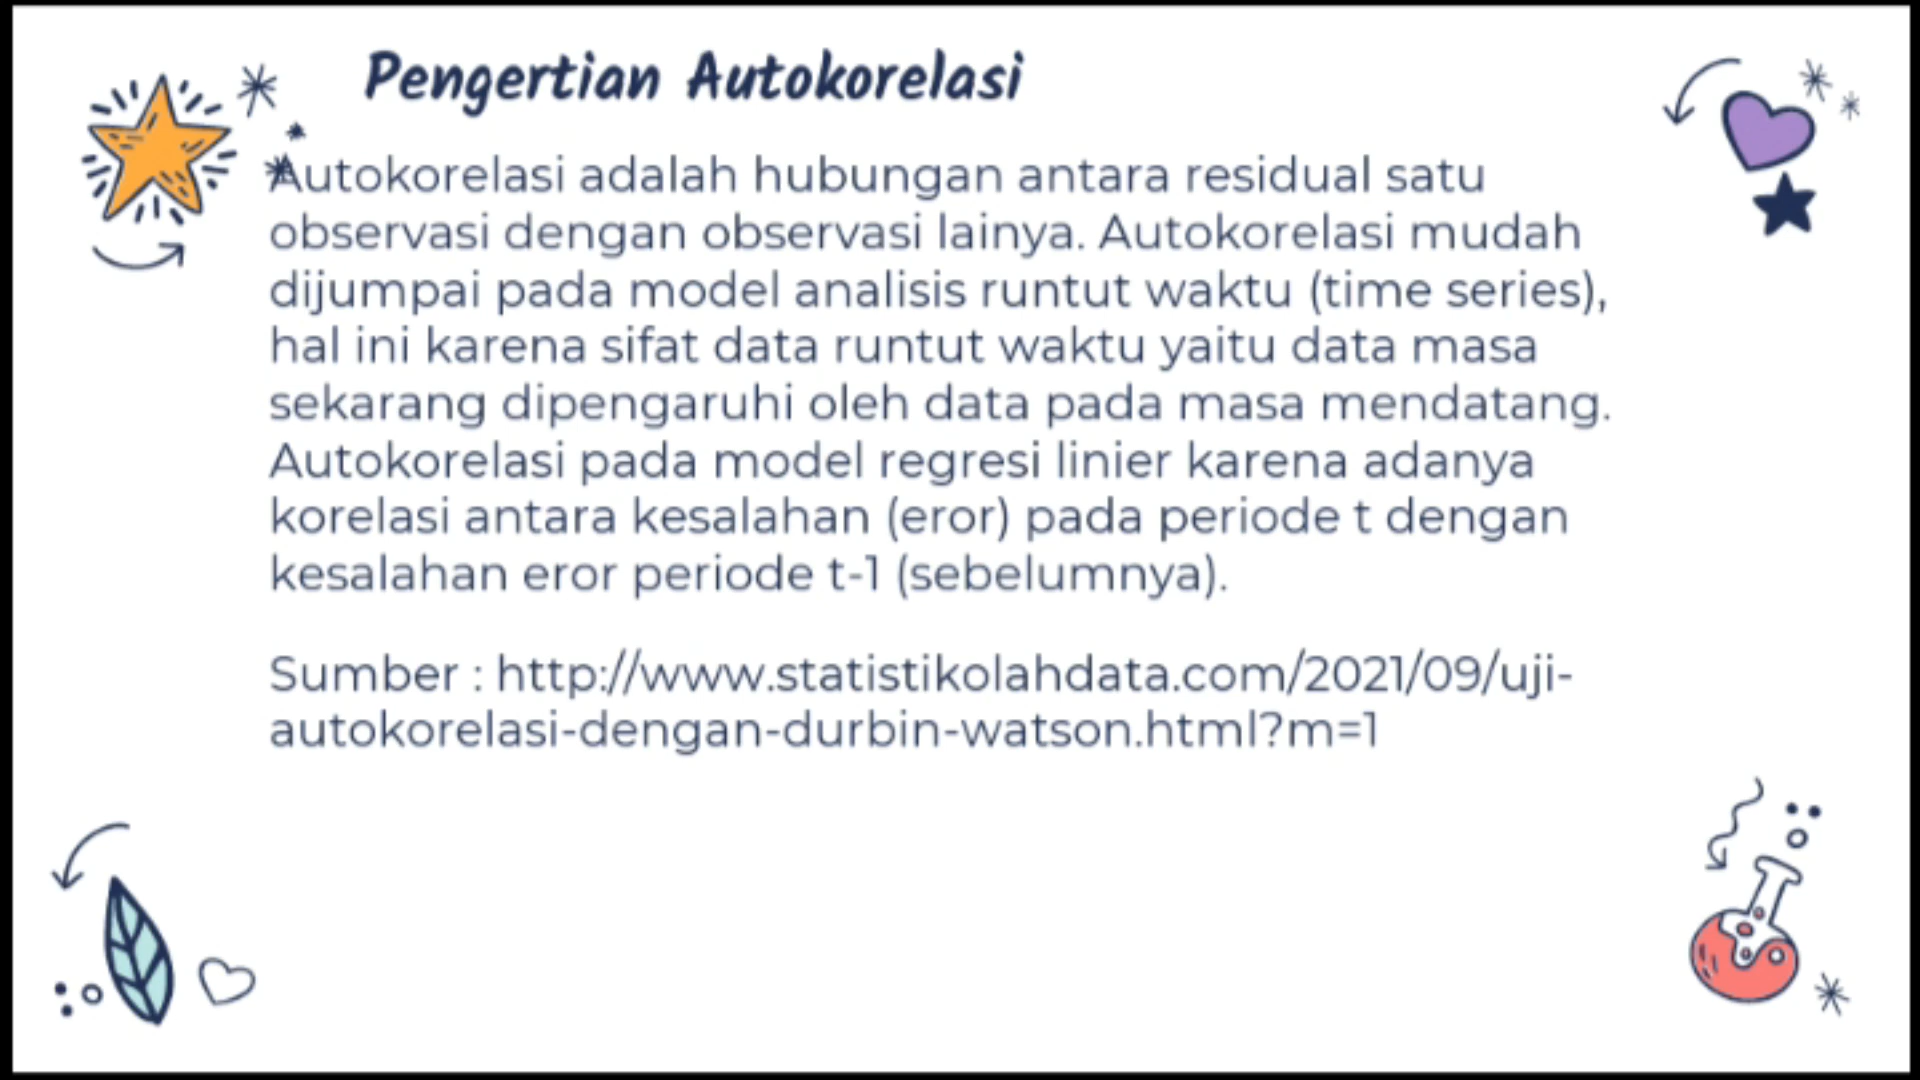 Pengertian Autokorelasi
Autokorelasi adalah hubungan antara residual satu
observasi dengan observasi lainya. Autokorelasi mudah
dijumpai pada model analisis runtut waktu (time series),
hal ini karena sifat data runtut waktu yaitu data masa
sekarang dipengaruhi oleh data pada masa mendatang.
Autokorelasi pada model regresi linier karena adanya
korelasi antara kesalahan (eror) pada periode t dengan
kesalahan eror periode t-1 (sebelumnya).
Sumber : http://www.statistikolahdata.com/2021/09/uji-
autokorelasi-dengan-durbin-watson.html?m=1